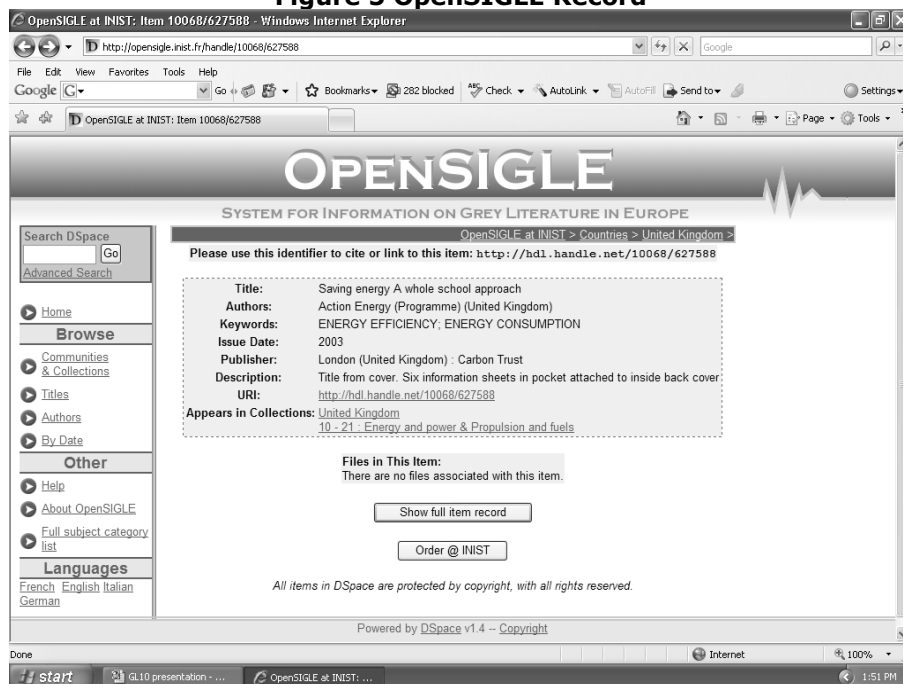 Figure 5 OpenSIGLE Record
OpenSIGLE at INIST: Item 10068/627588 - Windows Internet Explorer
http://opensigle.inist.fr/handle/10068/627588
Google
File Edit View Favorites Tools Help
Google G Go Bookmarks 282 blocked ABC Check AutoLink AutoFill Send to Settings
OpenSIGLE at INIST: Item 10068/627588 Page Tools
OPENSIGLE
SYSTEM FOR INFORMATION ON GREY LITERATURE IN EUROPE
OpenSIGLE at INIST > Countries > United Kingdom >
Please use this identifier to cite or link to this item: http://hdl.handle.net/10068/627588
Search DSpace
Go
Advanced Search
Home
Browse
Communities
& Collections
Titles
Authors
By Date
Other
Help
About OpenSIGLE
Full subject category
list
Languages
French English Italian
German
Title: Saving energy A whole school approach
Authors: Action Energy (Programme) (United Kingdom)
Keywords: ENERGY EFFICIENCY; ENERGY CONSUMPTION
Issue Date: 2003
Publisher: London (United Kingdom) : Carbon Trust
Description: Title from cover. Six information sheets in pocket attached to inside back cover
URI: http://hdl.handle.net/10068/627588
Appears in Collections: United Kingdom
10 - 21 : Energy and power & Propulsion and fuels
Files in This Item:
There are no files associated with this item.
Show full item record
Order @ INIST
All items in DSpace are protected by copyright, with all rights reserved.
Powered by DSpace v1.4 -- Copyright
Done Internet 100%
start GL10 presentation - ... OpenSIGLE at INIST: ... 1:51 PM